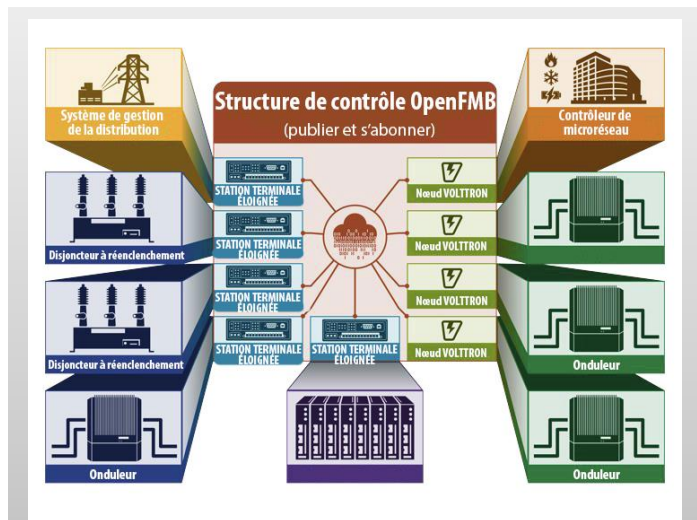 Système de gestion
de la distribution
Structure de contrôle OpenFMB
(publier et s'abonner)
Contrôleur de
microréseau
STATION TERMINALE
ÉLOIGNÉE
Nœud VOLTTRON
Disjoncteur à réenclenchement
STATION TERMINALE
ÉLOIGNÉE
Nœud VOLTTRON
STATION TERMINALE
ÉLOIGNÉE
Nœud VOLTTRON
Disjoncteur à réenclenchement
STATION TERMINALE
ÉLOIGNÉE
STATION TERMINALE
ÉLOIGNÉE
Nœud VOLTTRON
Onduleur
Onduleur
Onduleur